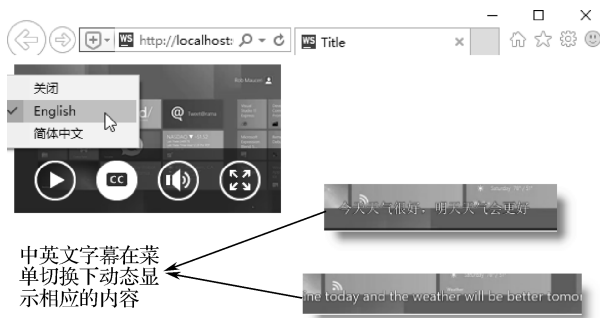 WS http://localhost:
WS Title
关闭
English
简体中文
CC
今天天气很好，明天天气会更好
ine today and the weather will be better tomor
中英文字幕在菜
单切换下动态显
示相应的内容